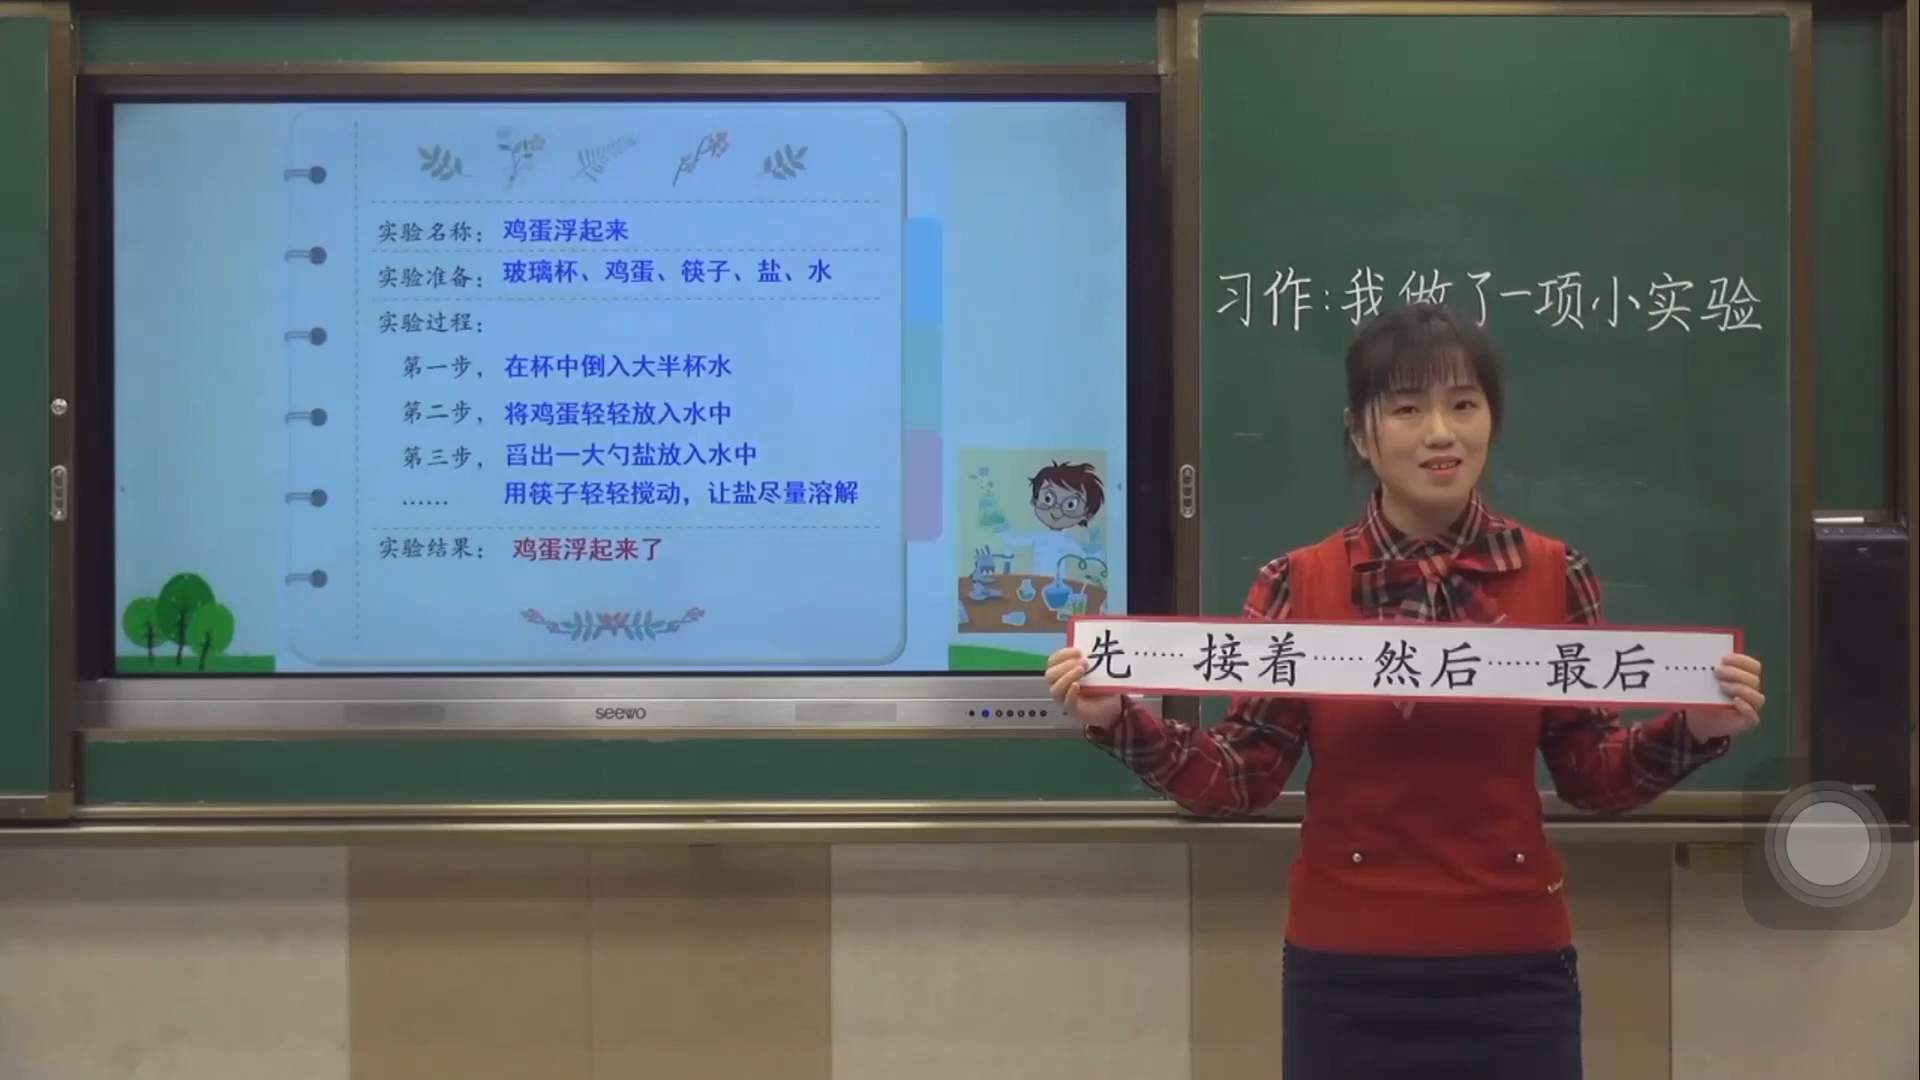 实验名称：鸡蛋浮起来
实验准备：玻璃杯、鸡蛋、筷子、盐、水
实验过程：
第一步，在杯中倒入大半杯水
第二步，将鸡蛋轻轻放入水中
第三步，舀出一大勺盐放入水中
…… 用筷子轻轻搅动，让盐尽量溶解
实验结果：鸡蛋浮起来了
seewo
习作:我做了一项小实验
先……接着……然后……最后……